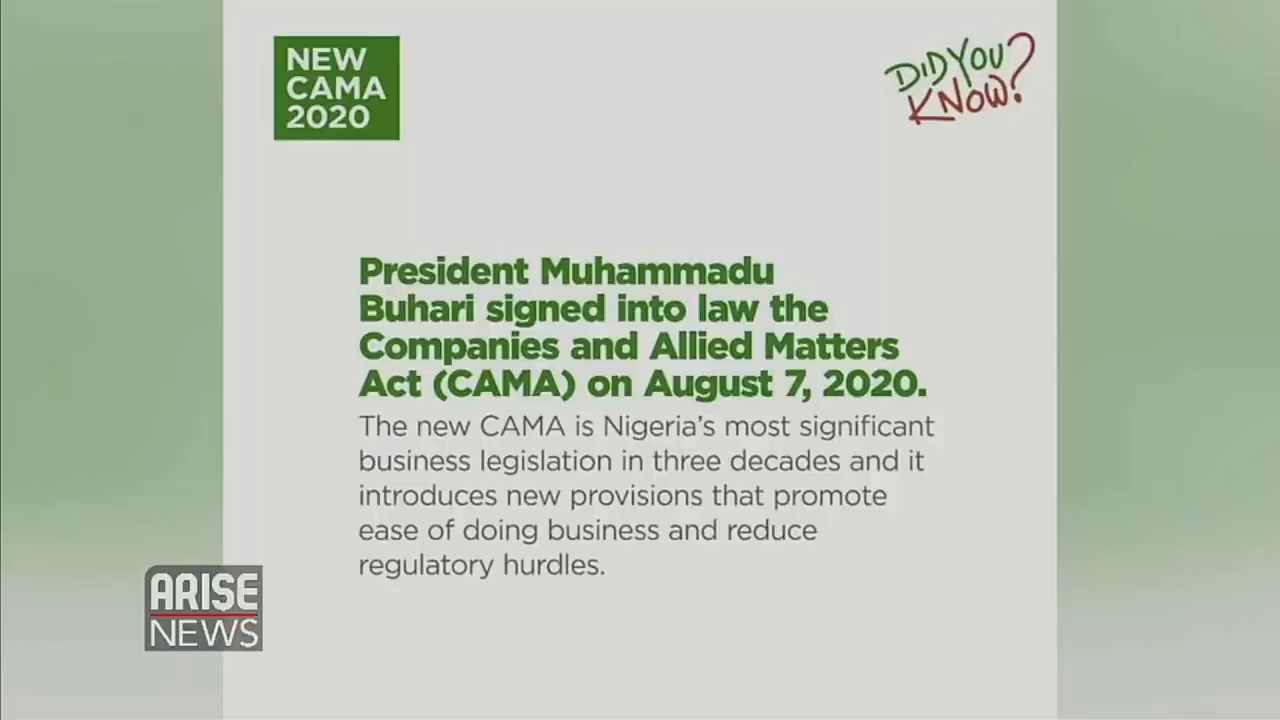 NEW
CAMA
2020
DID YOU
KNOW?
President Muhammadu
Buhari signed into law the
Companies and Allied Matters
Act (CAMA) on August 7, 2020.
The new CAMA is Nigeria's most significant
business legislation in three decades and it
introduces new provisions that promote
ease of doing business and reduce
regulatory hurdles.
ARISE
NEWS